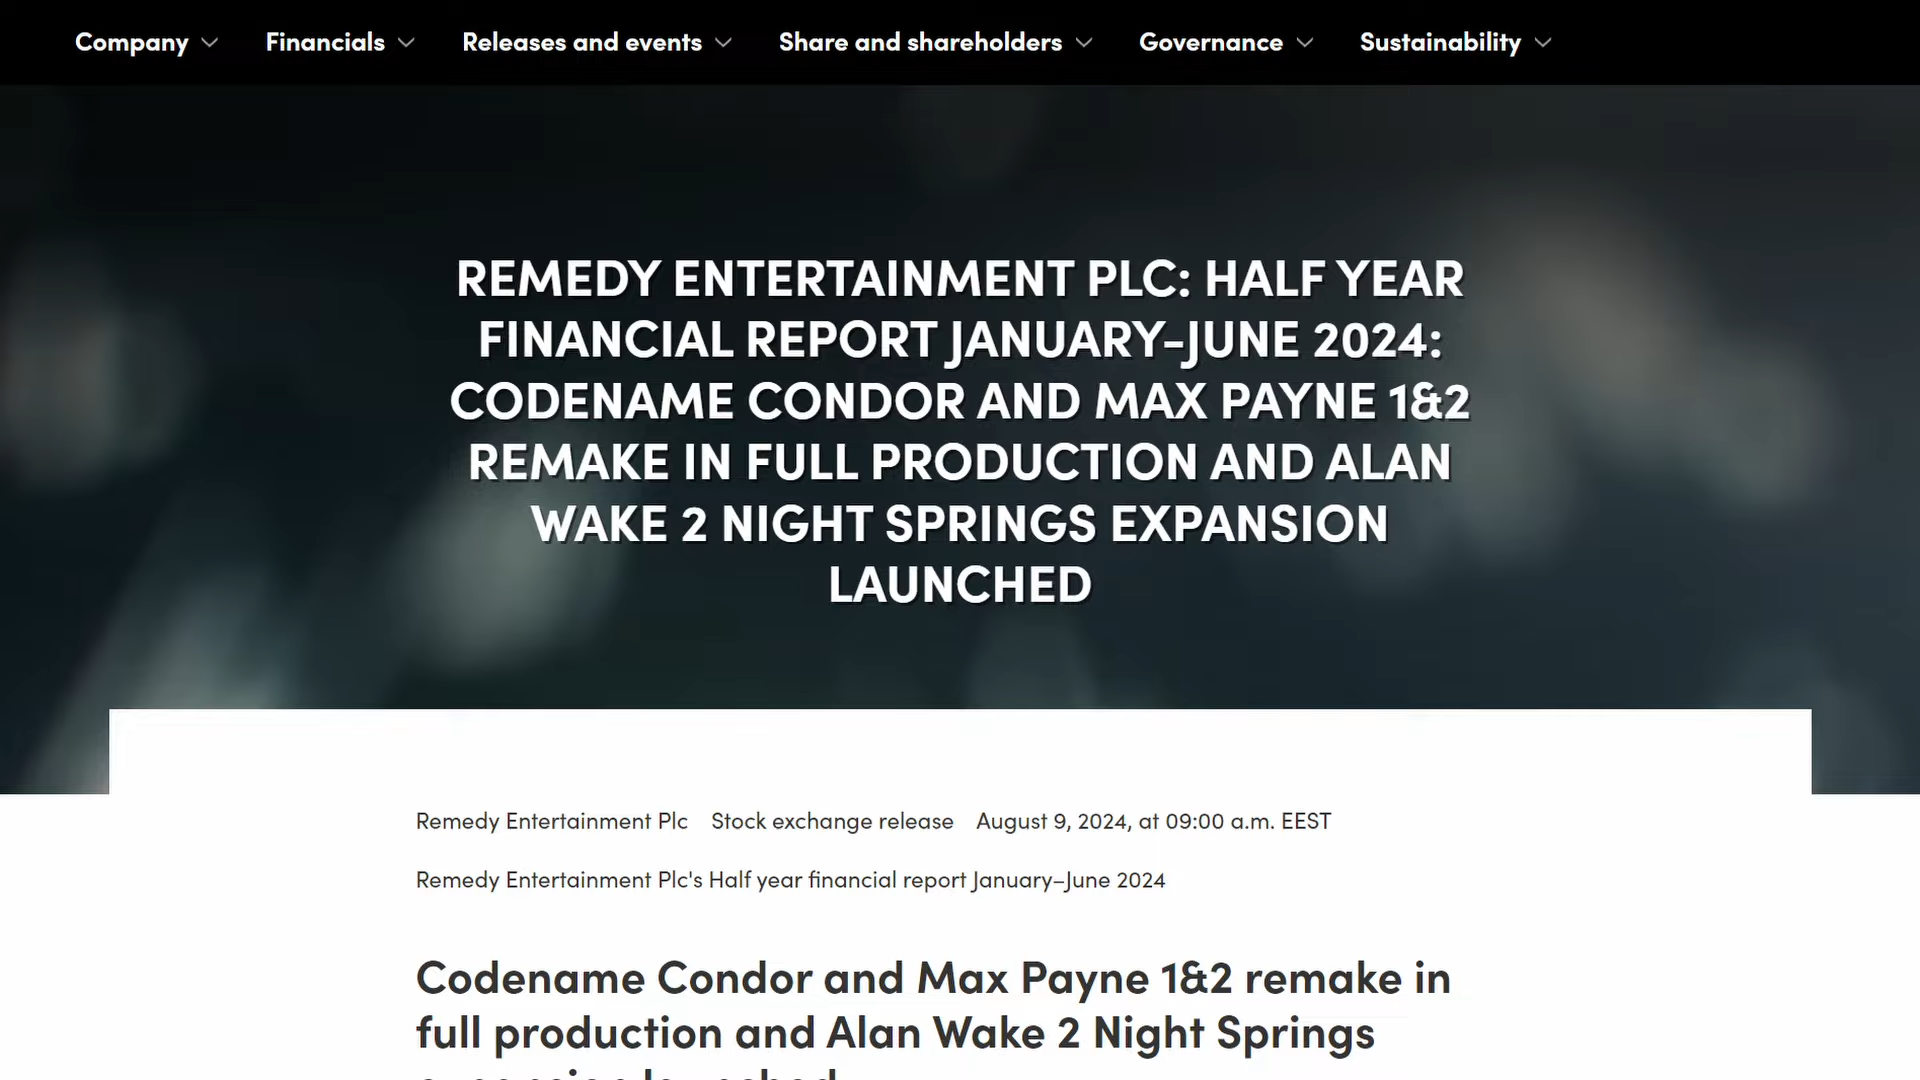 Company Financials Releases and events Share and shareholders Governance Sustainability
REMEDY ENTERTAINMENT PLC: HALF YEAR
FINANCIAL REPORT JANUARY-JUNE 2024:
CODENAME CONDOR AND MAX PAYNE 1&2
REMAKE IN FULL PRODUCTION AND ALAN
WAKE 2 NIGHT SPRINGS EXPANSION
LAUNCHED
Remedy Entertainment Plc Stock exchange release August 9, 2024, at 09:00 a.m. EEST
Remedy Entertainment Plc's Half year financial report January–June 2024
Codename Condor and Max Payne 1&2 remake in
full production and Alan Wake 2 Night Springs